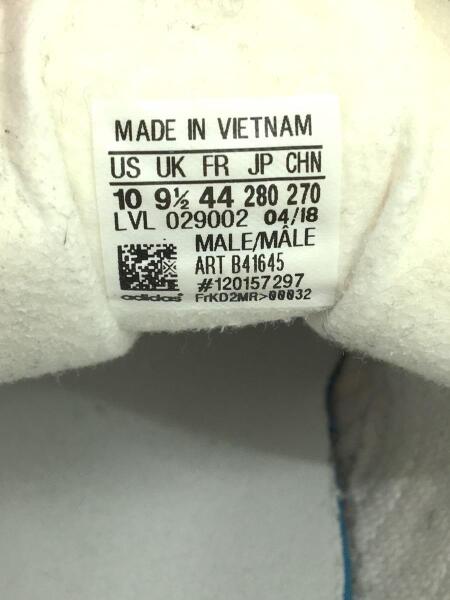 MADE IN VIETNAM
US UK FR JP CHN
10 9½ 44 280 270
LVL 029002 04/18
MALE/MÂLE
ART B41645
#120157297
adidas FrKD2MR>00032